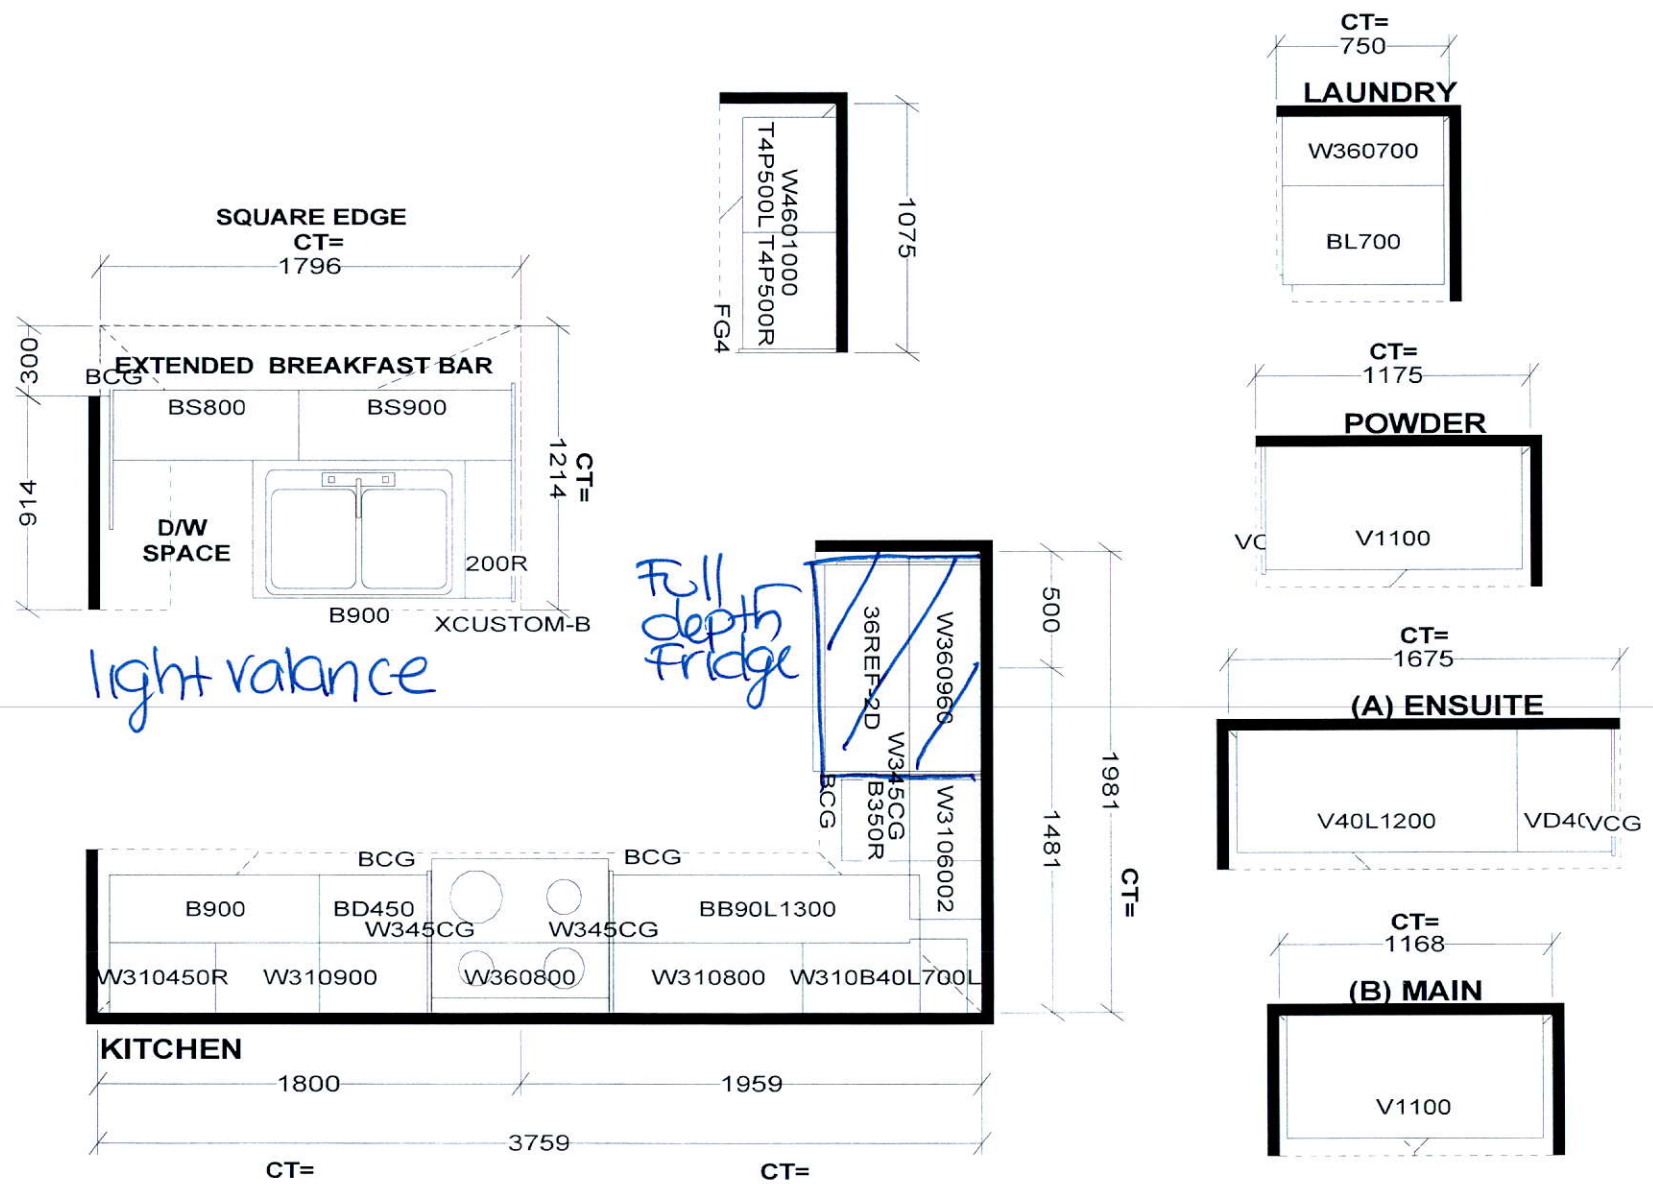 CT=
750
LAUNDRY
W360700
BL700
T4P500L T4P500R
W4601000
FG4
1075
SQUARE EDGE
CT=
1796
300
EXTENDED BREAKFAST BAR
BCG
BS800
BS900
914
D/W
SPACE
200R
B900
XCUSTOM-B
1214
CT=
CT=
1175
POWDER
V1100
light valance
Full
depth
Fridge
36REF-2D
W360966
W345CG
BCG
B350R
W3106002
500
1481
1981
CT=
CT=
1675
(A) ENSUITE
V40L1200
VCG
BCG
BCG
B900
BD450
BB90L1300
W345CG
W345CG
W310450R
W310900
W360800
W310800
W310B40L700L
KITCHEN
1800
1959
3759
CT=
CT=
CT=
1168
(B) MAIN
V1100